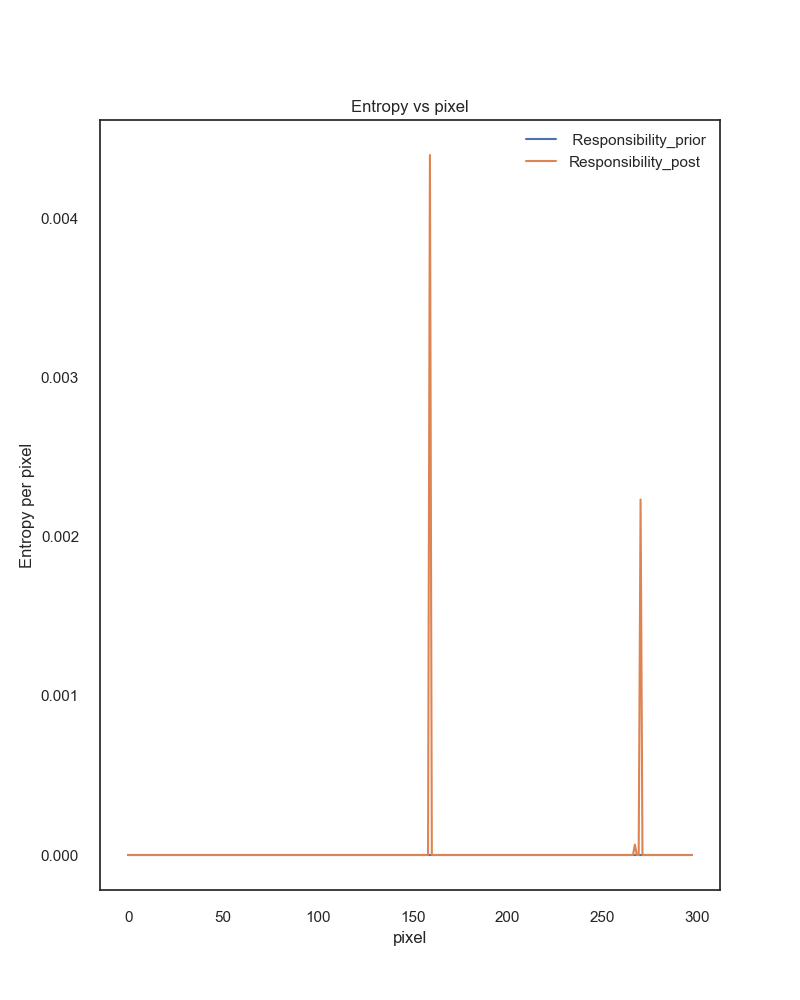 Entropy vs pixel
Responsibility_prior
Responsibility_post
0.004
0.003
0.002
0.001
0.000
Entropy per pixel
0 50 100 150 200 250 300
pixel